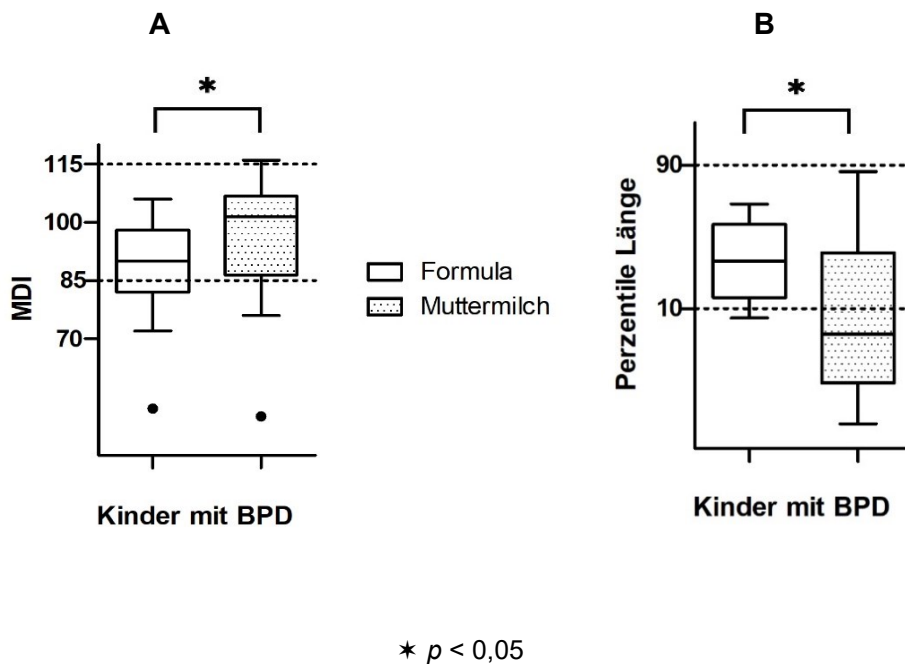 A
B
*
*
MDI
115
100
85
70
Formula
Muttermilch
Perzentile Länge
90
10
Kinder mit BPD
Kinder mit BPD
✶ p < 0,05